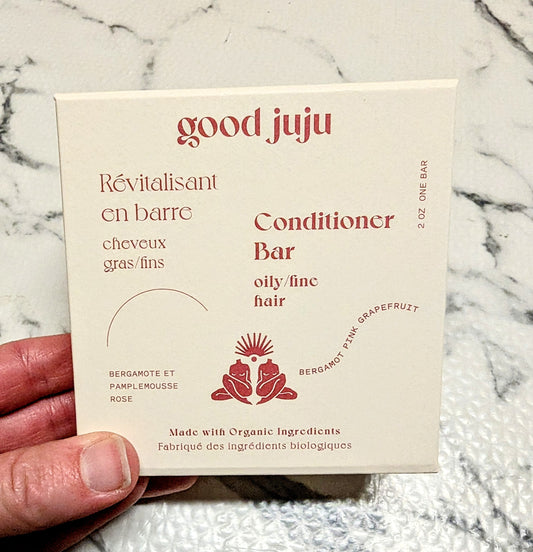 good juju
Révitalisant
en barre
cheveux
gras/fins
Conditioner
Bar
oily/fine
hair
2 OZ ONE BAR
BERGAMOTE ET
PAMPLEMOUSSE
ROSE
BERGAMOT PINK GRAPEFRUIT
Made with Organic Ingredients
Fabriqué des ingrédients biologiques